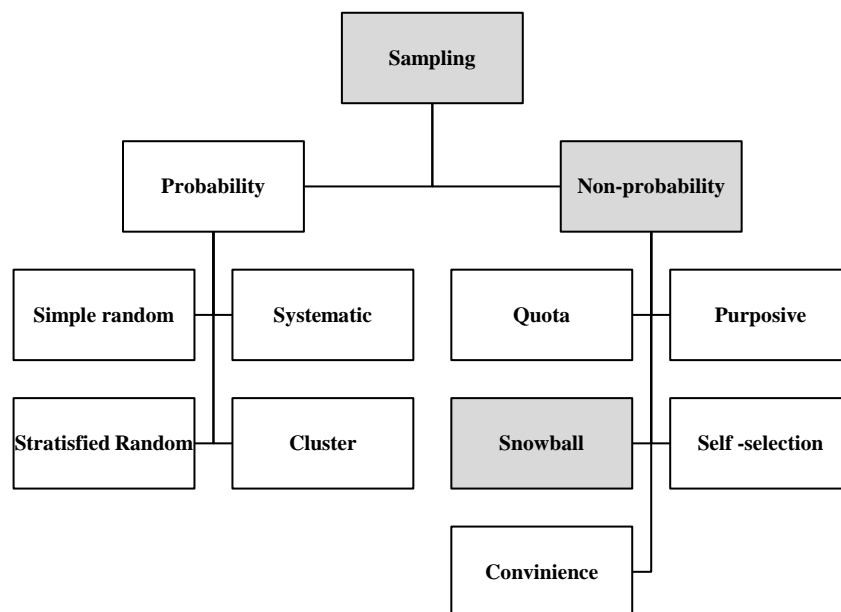 Sampling
Probability
Non-probability
Simple random
Systematic
Quota
Purposive
Stratisfied Random
Cluster
Snowball
Self -selection
Convinience